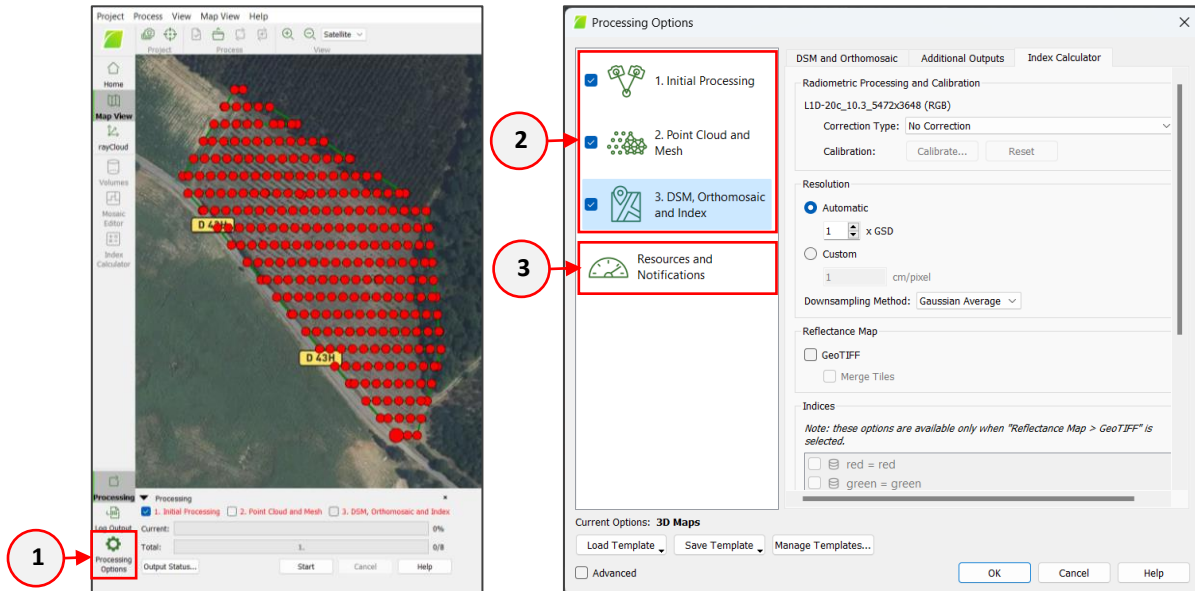 Project Process View Map View Help
Satellite
Project Process View
Home
Map View
rayCloud
Volumes
Mosaic
Editor
Index
Calculator
D 43H
D 43H
Processing
Log Output
Processing
Options
Processing
1. Initial Processing 2. Point Cloud and Mesh 3. DSM, Orthomosaic and Index
Current: 0%
Total: 1. 0/8
Output Status... Start Cancel Help
1
2
3
Processing Options
1. Initial Processing
2. Point Cloud and
Mesh
3. DSM, Orthomosaic
and Index
Resources and
Notifications
DSM and Orthomosaic Additional Outputs Index Calculator
Radiometric Processing and Calibration
L1D-20c_10.3_5472x3648 (RGB)
Correction Type: No Correction
Calibration: Calibrate... Reset
Resolution
Automatic
1 x GSD
Custom
1 cm/pixel
Downsampling Method: Gaussian Average
Reflectance Map
GeoTIFF
Merge Tiles
Indices
Note: these options are available only when "Reflectance Map > GeoTIFF" is
selected.
red = red
green = green
Current Options: 3D Maps
Load Template Save Template Manage Templates...
Advanced
OK Cancel Help